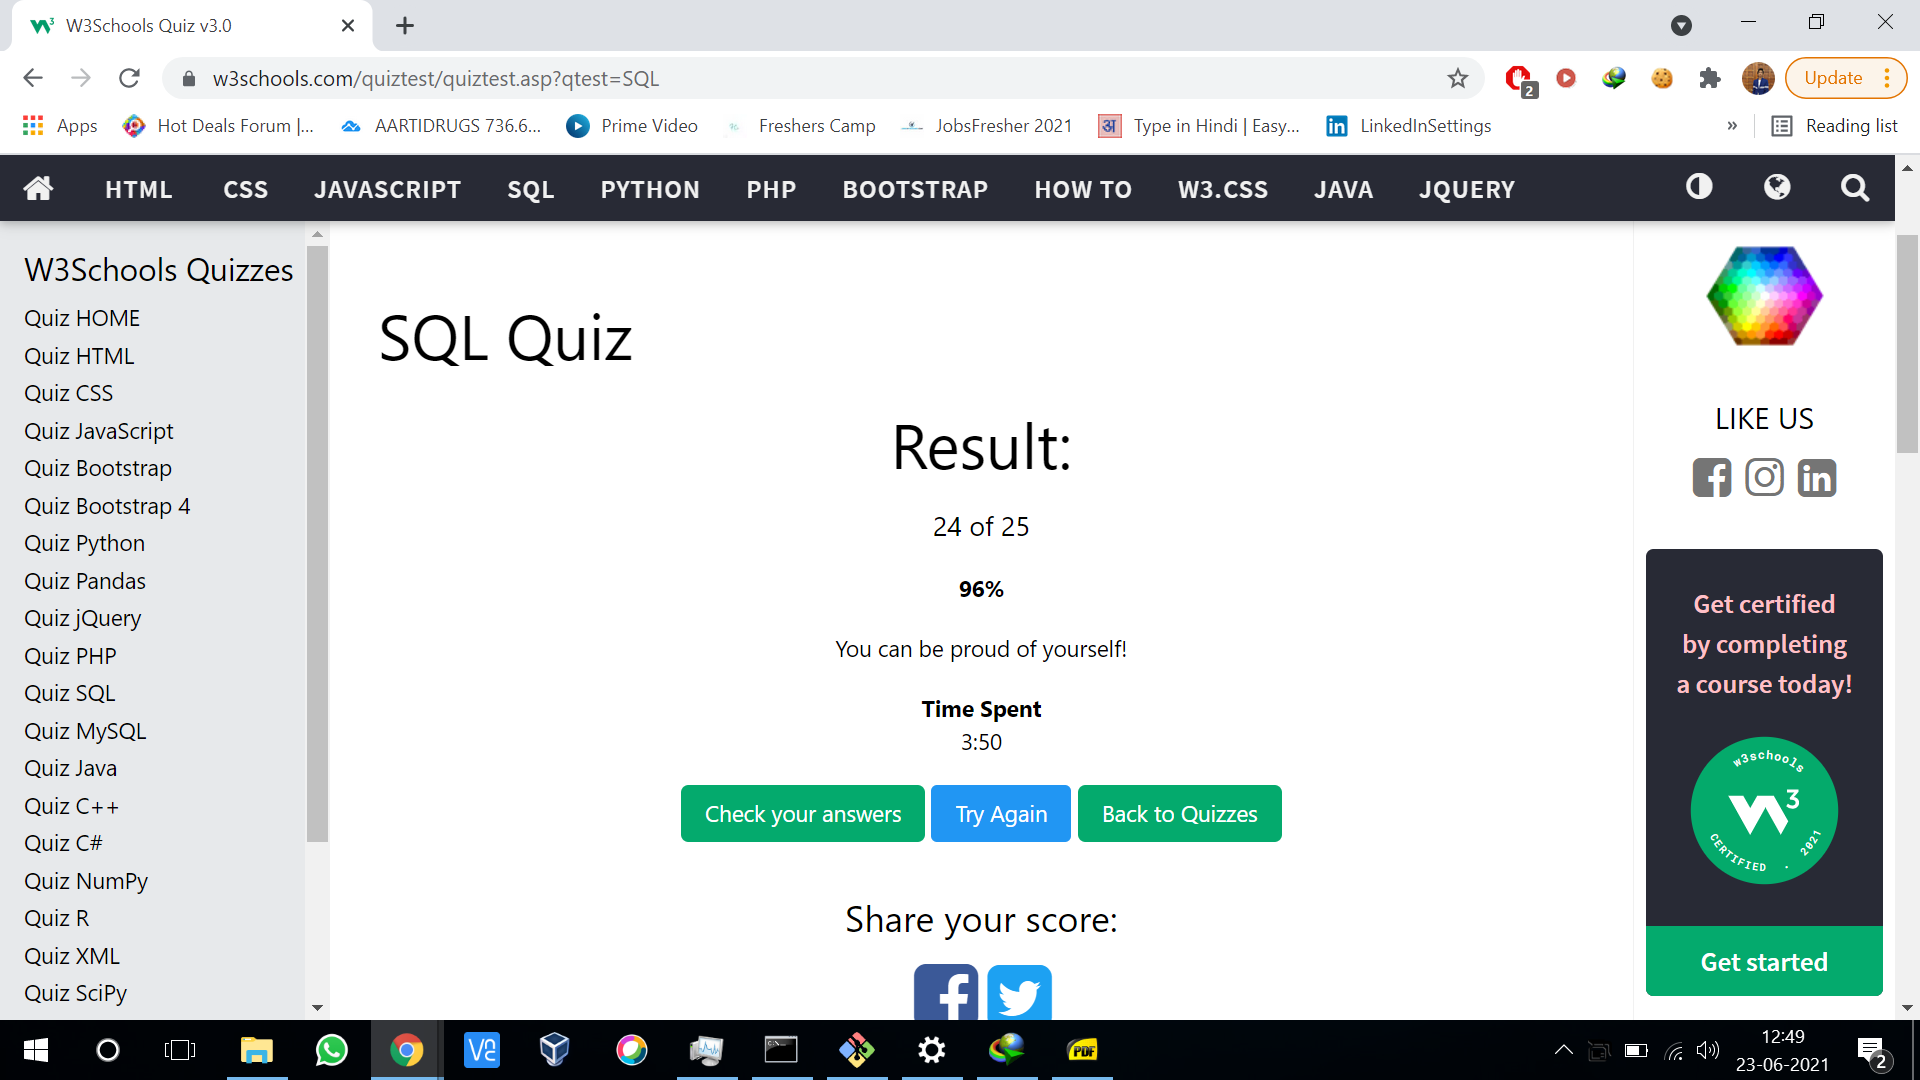 W3Schools Quiz v3.0
w3schools.com/quiztest/quiztest.asp?qtest=SQL
2
Update
Apps
Hot Deals Forum |...
AARTIDRUGS 736.6...
Prime Video
Freshers Camp
JobsFresher 2021
अ
Type in Hindi | Easy...
in
LinkedInSettings
»
Reading list
HTML
CSS
JAVASCRIPT
SQL
PYTHON
PHP
BOOTSTRAP
HOW TO
W3.CSS
JAVA
JQUERY
W3Schools Quizzes
Quiz HOME
Quiz HTML
Quiz CSS
Quiz JavaScript
Quiz Bootstrap
Quiz Bootstrap 4
Quiz Python
Quiz Pandas
Quiz jQuery
Quiz PHP
Quiz SQL
Quiz MySQL
Quiz Java
Quiz C++
Quiz C#
Quiz NumPy
Quiz R
Quiz XML
Quiz SciPy
SQL Quiz
Result:
24 of 25
96%
You can be proud of yourself!
Time Spent
3:50
Check your answers
Try Again
Back to Quizzes
Share your score:
LIKE US
Get certified
by completing
a course today!
w3schools
CERTIFIED . 2021
Get started
PDF
12:49
23-06-2021
2